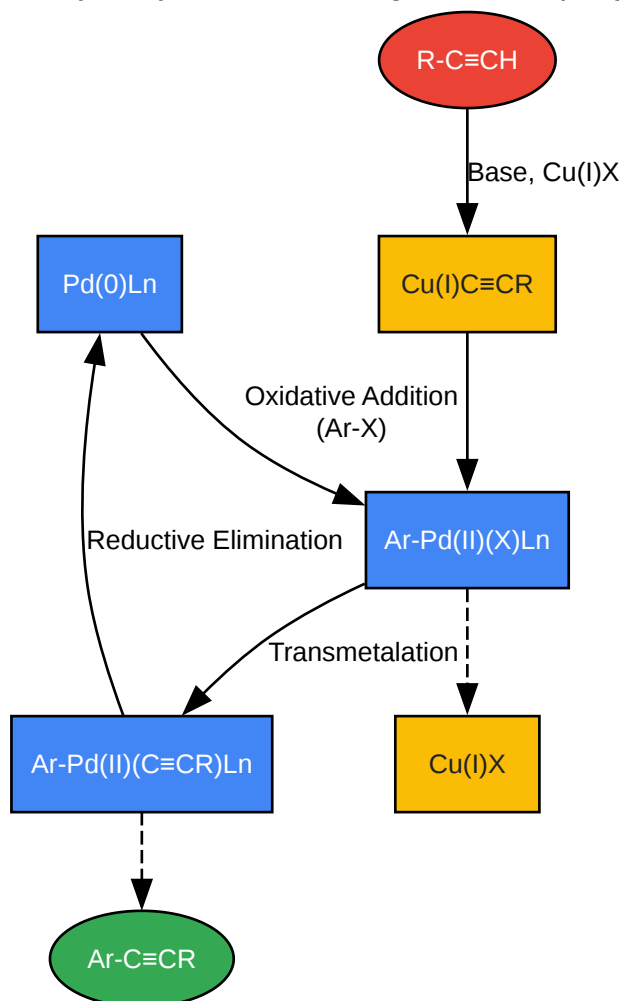 R-C≡CH
Base, Cu(I)X
Pd(0)Ln
Cu(I)C≡CR
Oxidative Addition
(Ar-X)
Reductive Elimination
Ar-Pd(II)(X)Ln
Transmetalation
Ar-Pd(II)(C≡CR)Ln
Cu(I)X
Ar-C≡CR